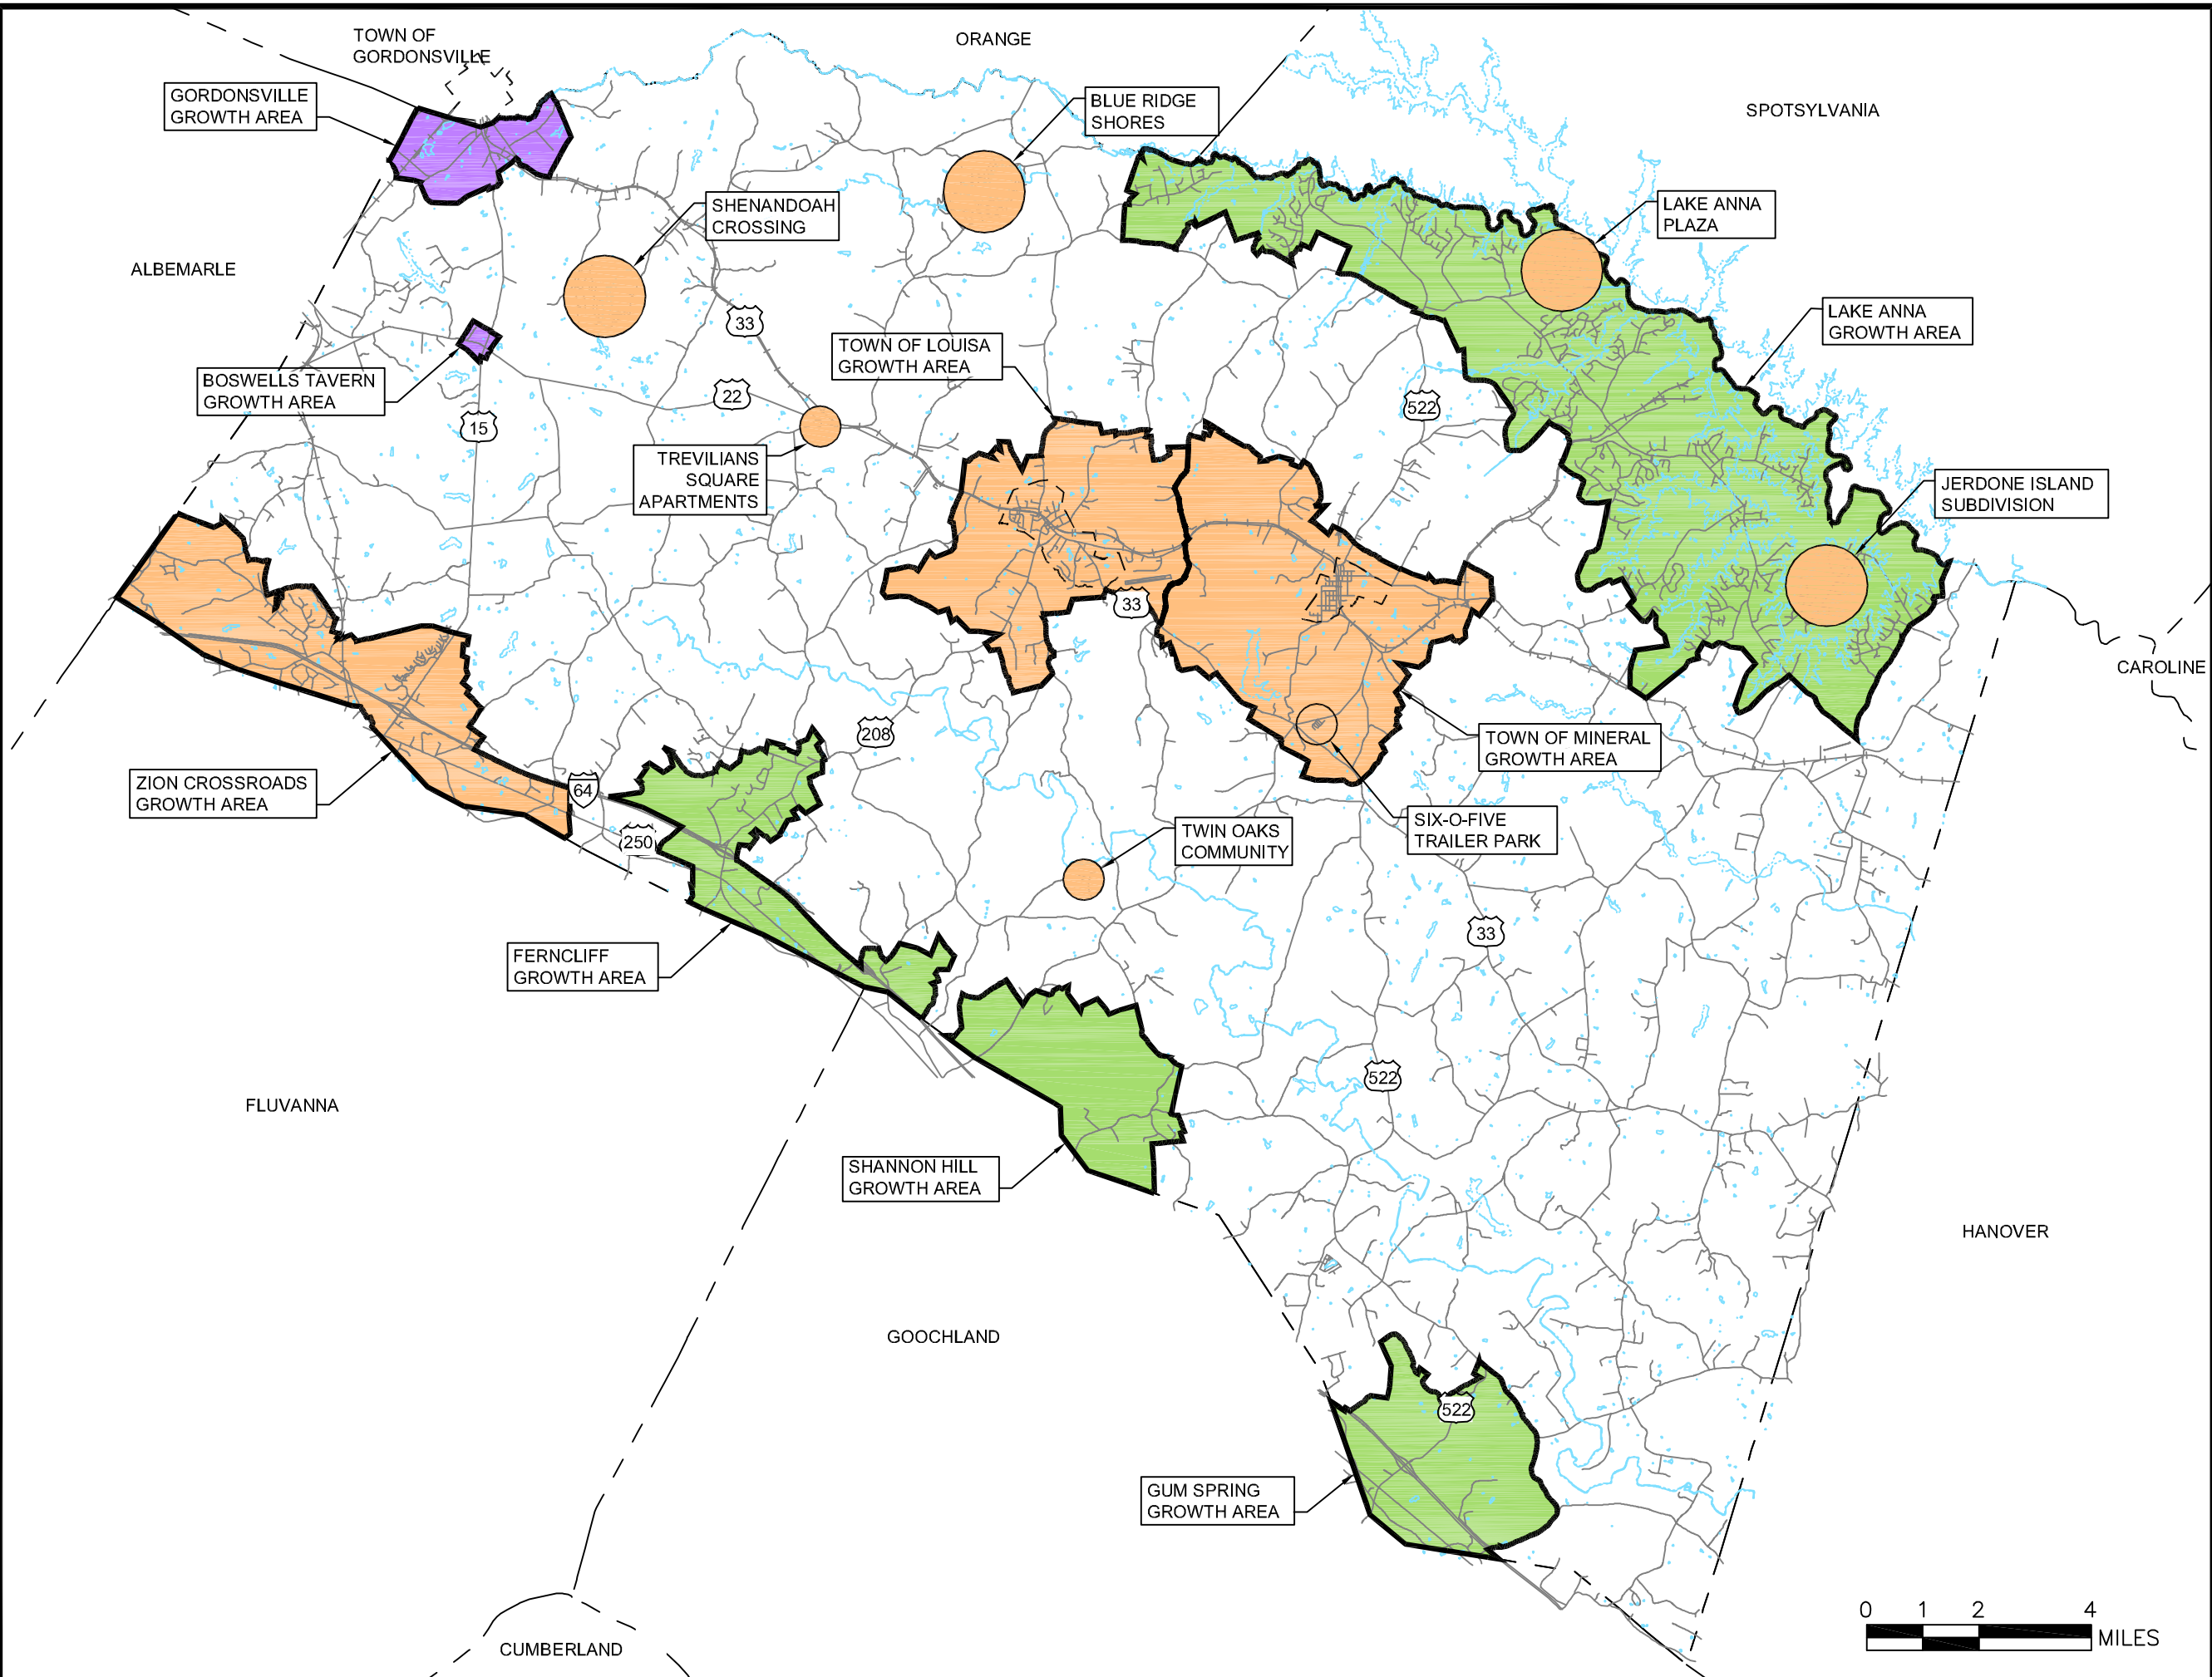 TOWN OF
GORDONSVILLE
ORANGE
GORDONSVILLE
GROWTH AREA
BLUE RIDGE
SHORES
SPOTSYLVANIA
SHENANDOAH
CROSSING
LAKE ANNA
PLAZA
ALBEMARLE
LAKE ANNA
GROWTH AREA
33
TOWN OF LOUISA
GROWTH AREA
BOSWELLS TAVERN
GROWTH AREA
22
522
15
TREVILIANS
SQUARE
APARTMENTS
JERDONE ISLAND
SUBDIVISION
33
CAROLINE
208
TOWN OF MINERAL
GROWTH AREA
ZION CROSSROADS
GROWTH AREA
64
250
TWIN OAKS
COMMUNITY
SIX-O-FIVE
TRAILER PARK
33
FERNCLIFF
GROWTH AREA
522
FLUVANNA
SHANNON HILL
GROWTH AREA
HANOVER
GOOCHLAND
522
GUM SPRING
GROWTH AREA
0 1 2 4
MILES
CUMBERLAND